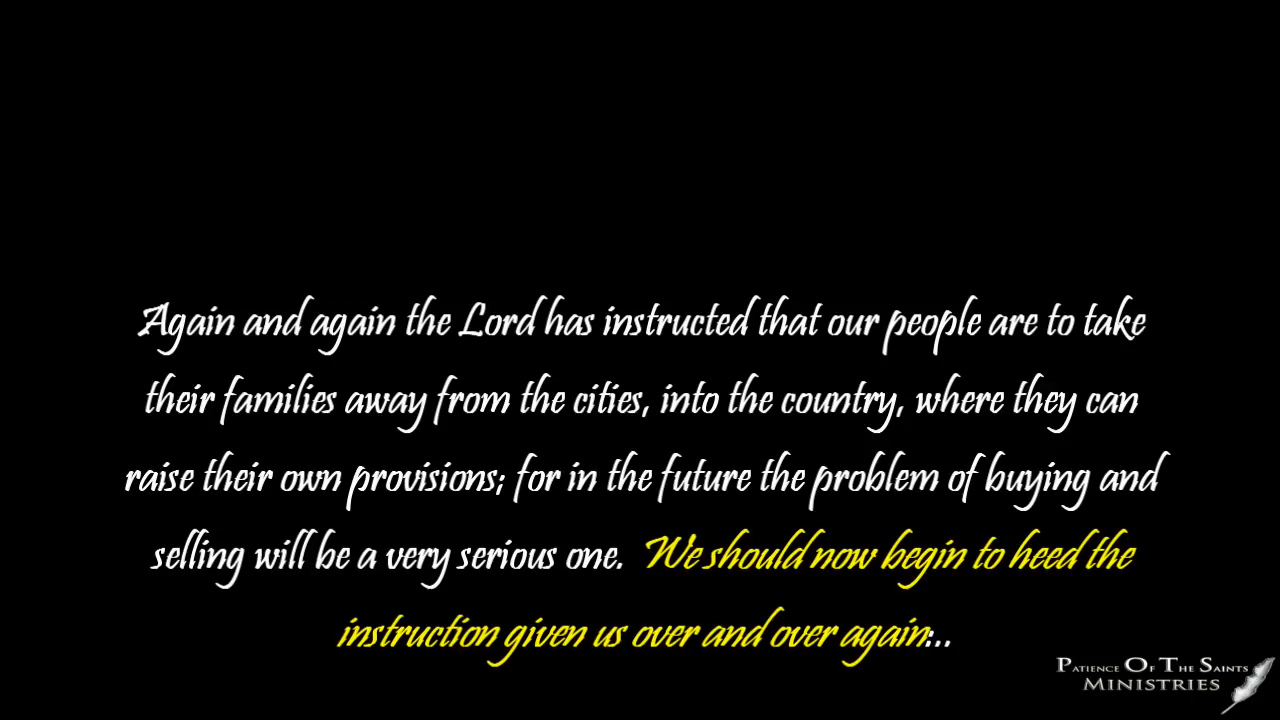 Again and again the Lord has instructed that our people are to take
their families away from the cities, into the country, where they can
raise their own provisions; for in the future the problem of buying and
selling will be a very serious one.  We should now begin to heed the
instruction given us over and over again:..
Patience Of The Saints
Ministries